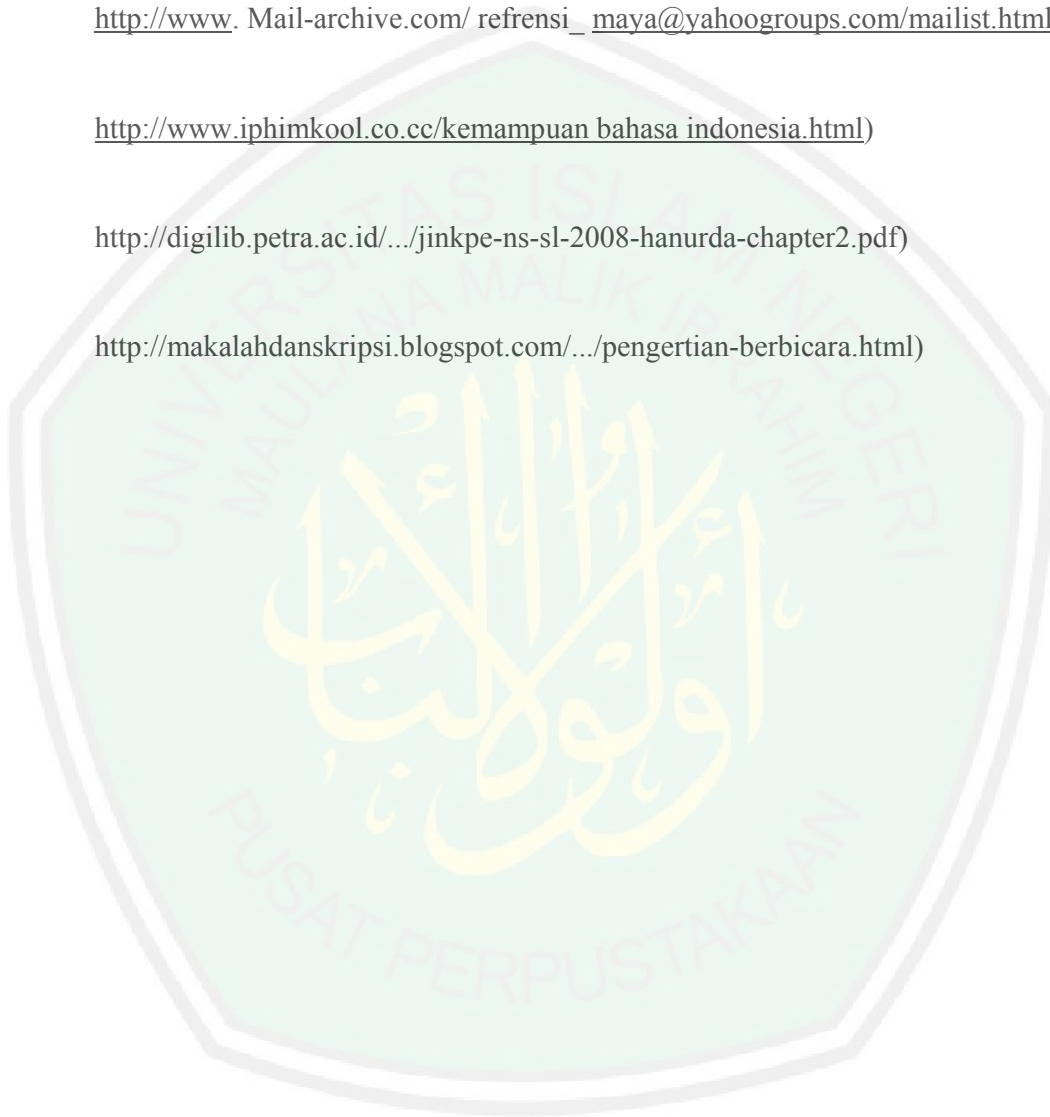 http://www. Mail-archive.com/ refrensi_ maya@yahoogroups.com/mailist.html
http://www.iphimkool.co.cc/kemampuan bahasa indonesia.html)
http://digilib.petra.ac.id/.../jinkpe-ns-sl-2008-hanurda-chapter2.pdf)
http://makalahdanskripsi.blogspot.com/.../pengertian-berbicara.html)
UNIVERSITAS ISLAM NEGERI
MAULANA MALIK IBRAHIM
أولوا الألباب
PUSAT PERPUSTAKAAN